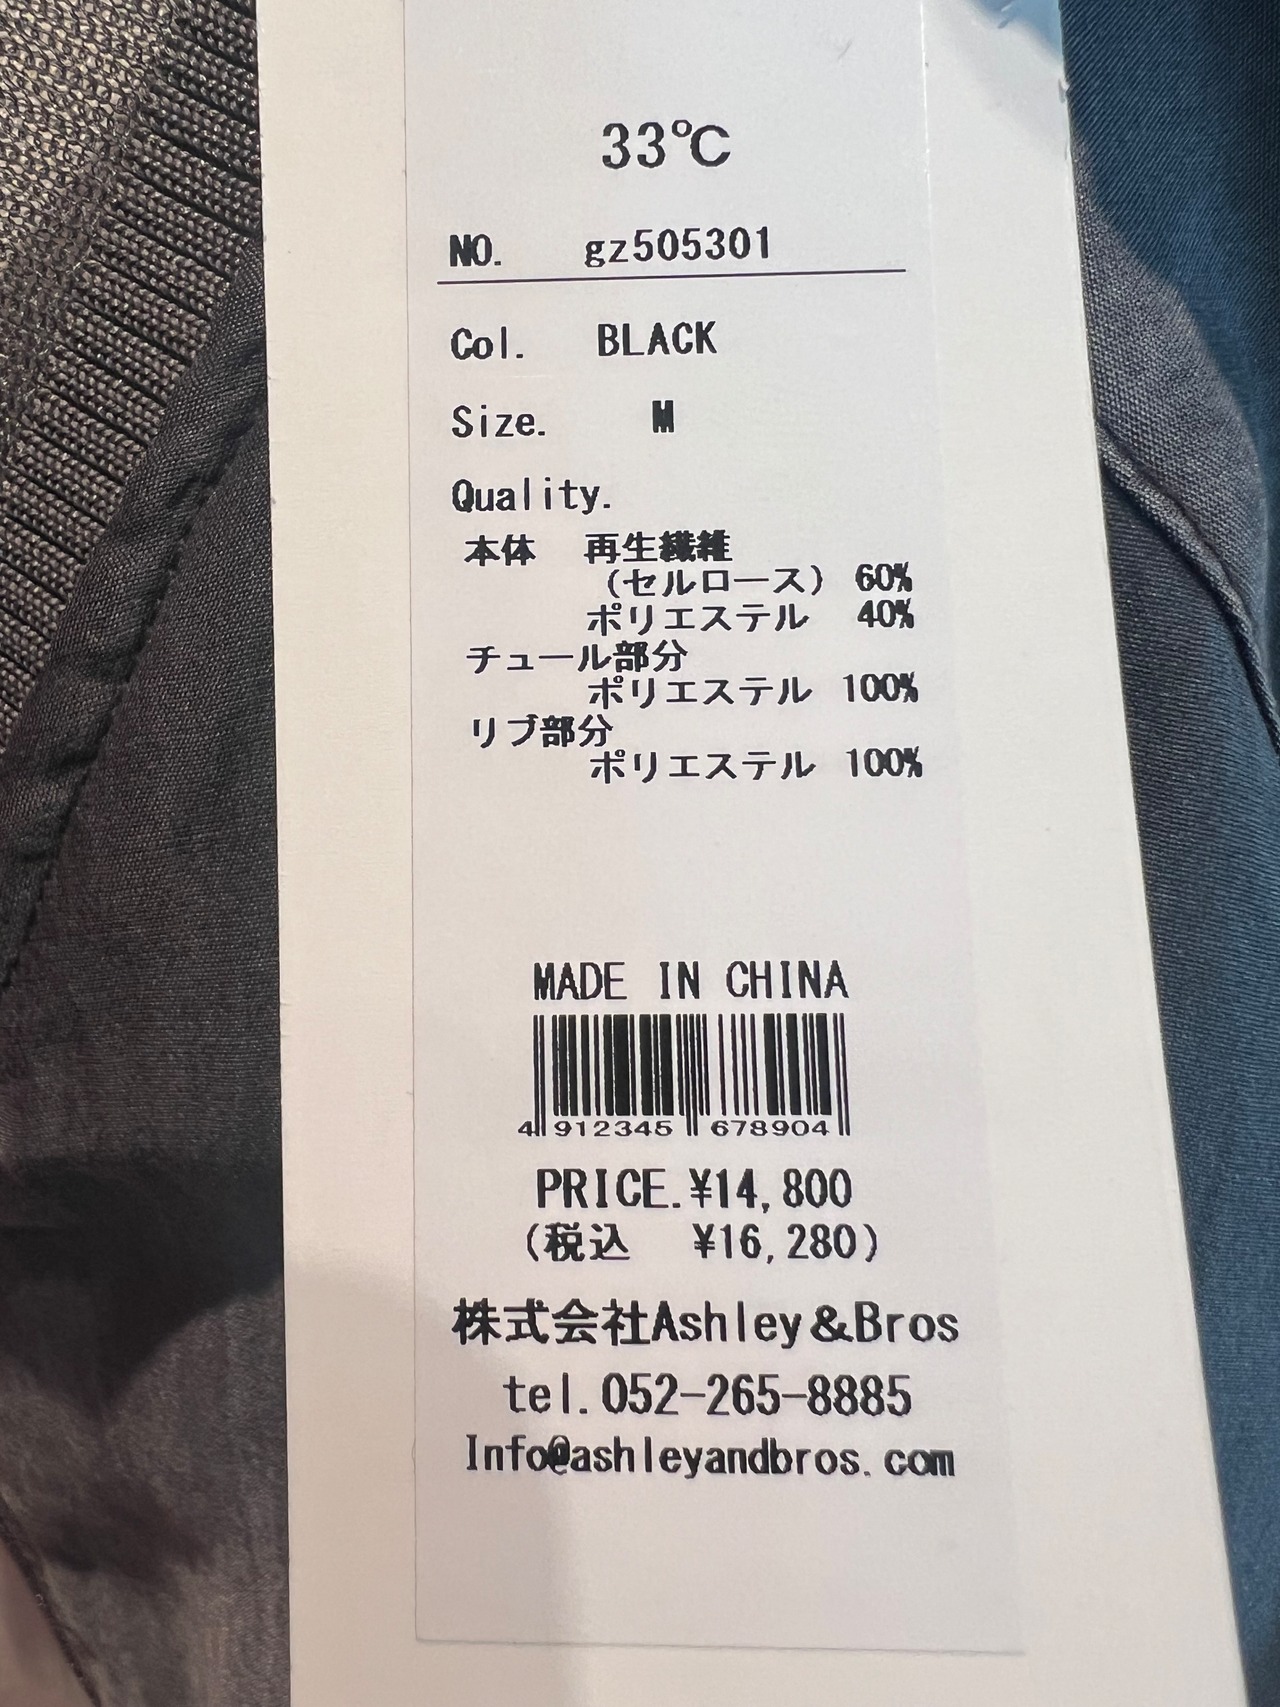 33℃
NO. gz505301
Col. BLACK
Size. M
Quality.
本体 再生繊維
(セルロース) 60%
ポリエステル 40%
チュール部分
ポリエステル 100%
リブ部分
ポリエステル 100%
MADE IN CHINA
4 912345 678904
PRICE.¥14,800
(税込 ¥16,280)
株式会社Ashley&Bros
tel.052-265-8885
Info@ashleyandbros.com